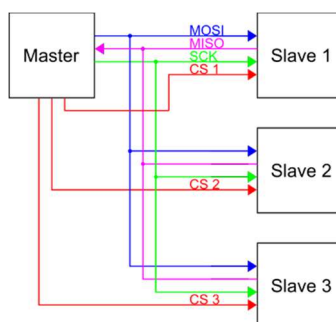 Master
MOSI
MISO
SCK
CS 1
Slave 1
CS 2
Slave 2
CS 3
Slave 3